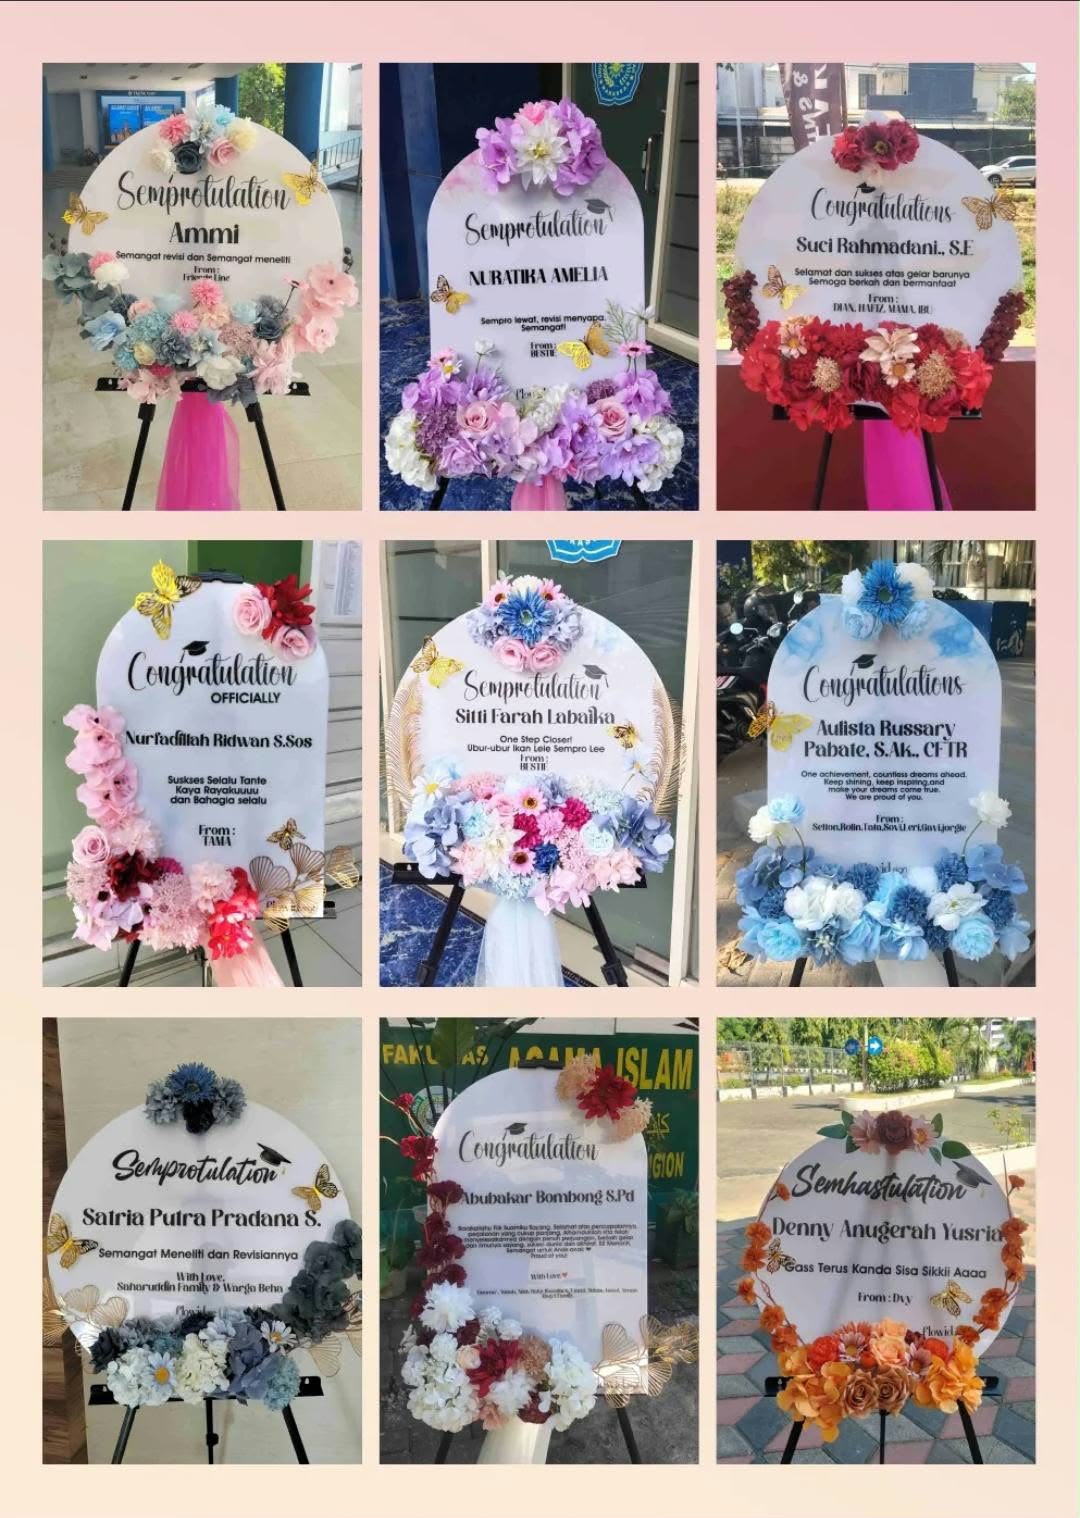 Semprotulation
Ammi
Semangat revisi dan Semangat meneliti
From :
Friends Line
Semprotulation
NURATIKA AMELIA
Sempro lewat, revisi menyapa.
Semangat!
From :
BESTIE
Congratulations
Suci Rahmadani., S.E
Selamat dan sukses atas gelar barunya
Semoga berkah dan bermanfaat
From :
DIAN, HAFIZ, MAMA, IBU
Congratulation
OFFICIALLY
Nurfadillah Ridwan S.Sos
Suskses Selalu Tante
Kaya Rayakuuuu
dan Bahagia selalu
From :
TAMA
Semprotulation
Sitti Farah Labaika
One Step Closer!
Ubur-ubur Ikan Lele Sempro Lee
From :
BESTIE
Congratulations
Aulista Russary
Pabate, S.Ak., CFTR
One achievement, countless dreams ahead.
Keep shining, keep inspiring,and
make your dreams come true.
We are proud of you.
From :
Semprotulation
Satria Putra Pradana S.
Semangat Meneliti dan Revisiannya
With Love,
Saharuddin Family & Warga Beha
FAKULTAS AGAMA ISLAM
Congratulation
Abubakar Bombong S.Pd
Proud of you!
With Love
Semhastulation
Denny Anugerah Yusria
Gass Terus Kanda Sisa Sikkii Aaaa
From : Dvy